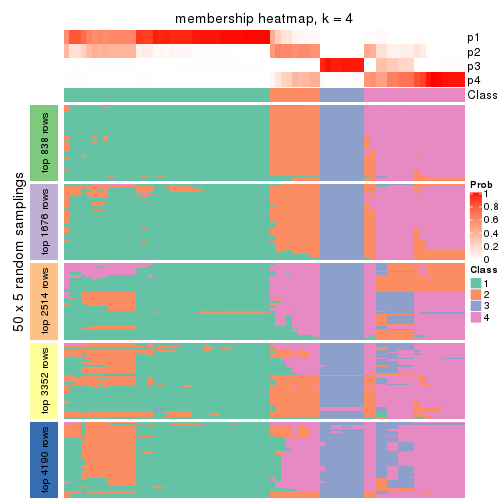 membership heatmap, k = 4
p1
p2
p3
p4
Class
50 x 5 random samplings
top 838 rows
top 1676 rows
top 2514 rows
top 3352 rows
top 4190 rows
Prob
1
0.8
0.6
0.4
0.2
0
Class
1
2
3
4